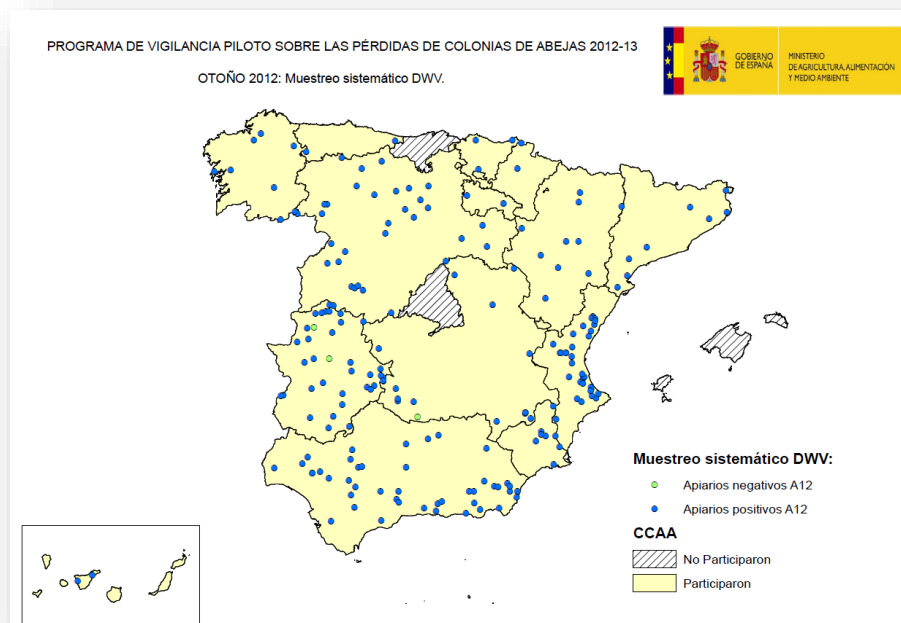 PROGRAMA DE VIGILANCIA PILOTO SOBRE LAS PÉRDIDAS DE COLONIAS DE ABEJAS 2012-13
OTOÑO 2012: Muestreo sistemático DWV.
GOBIERNO
DE ESPAÑA
MINISTERIO
DE AGRICULTURA, ALIMENTACIÓN
Y MEDIO AMBIENTE
Muestreo sistemático DWV:
Apiarios negativos A12
Apiarios positivos A12
CCAA
No Participaron
Participaron